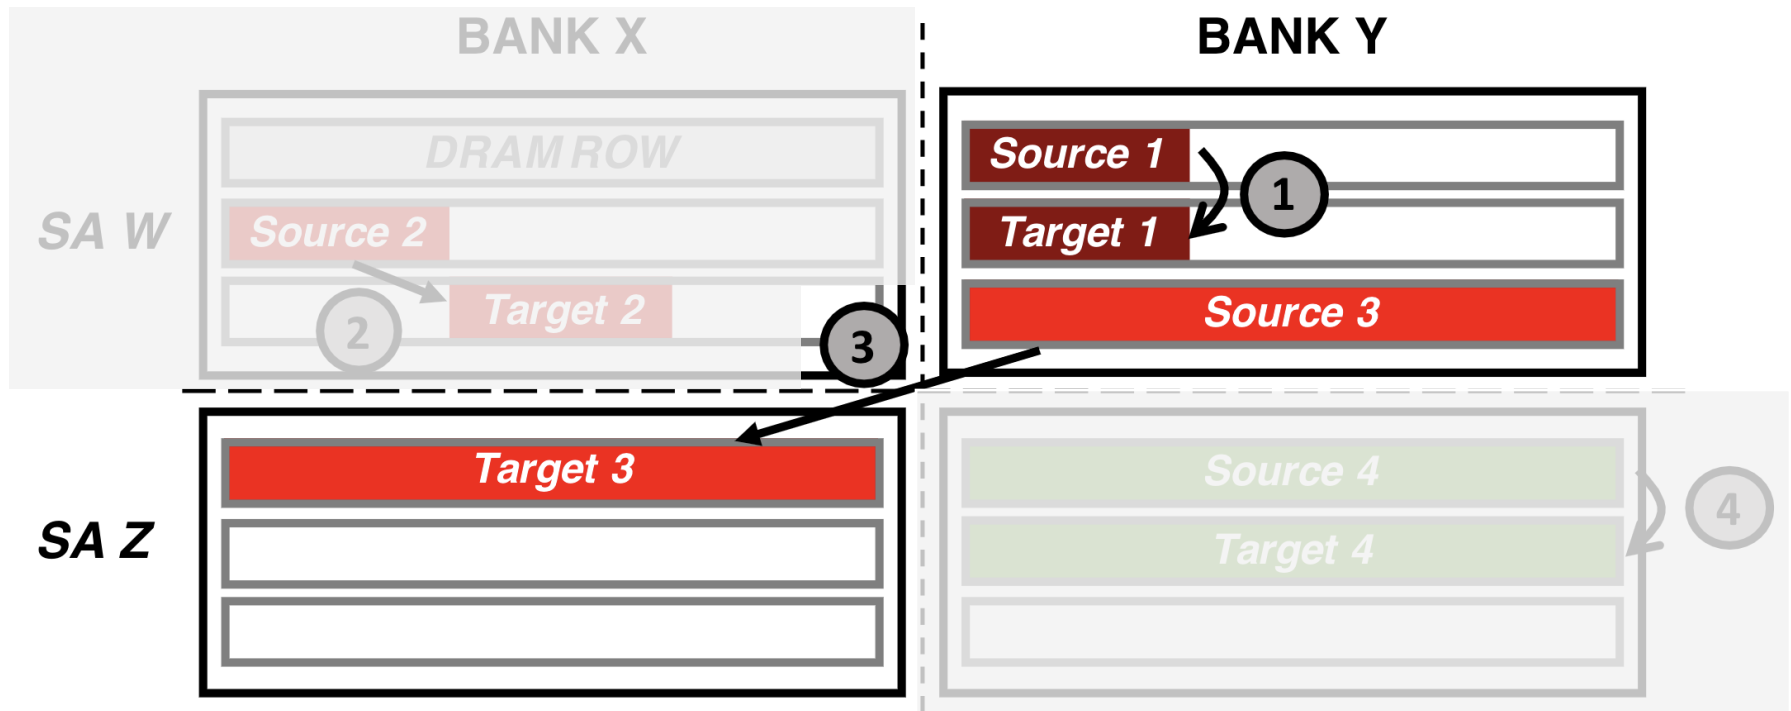 BANK X
BANK Y
DRAM ROW
Source 1
1
SA W
Source 2
Target 1
2
Target 2
3
Source 3
SA Z
Target 3
Source 4
4
Target 4